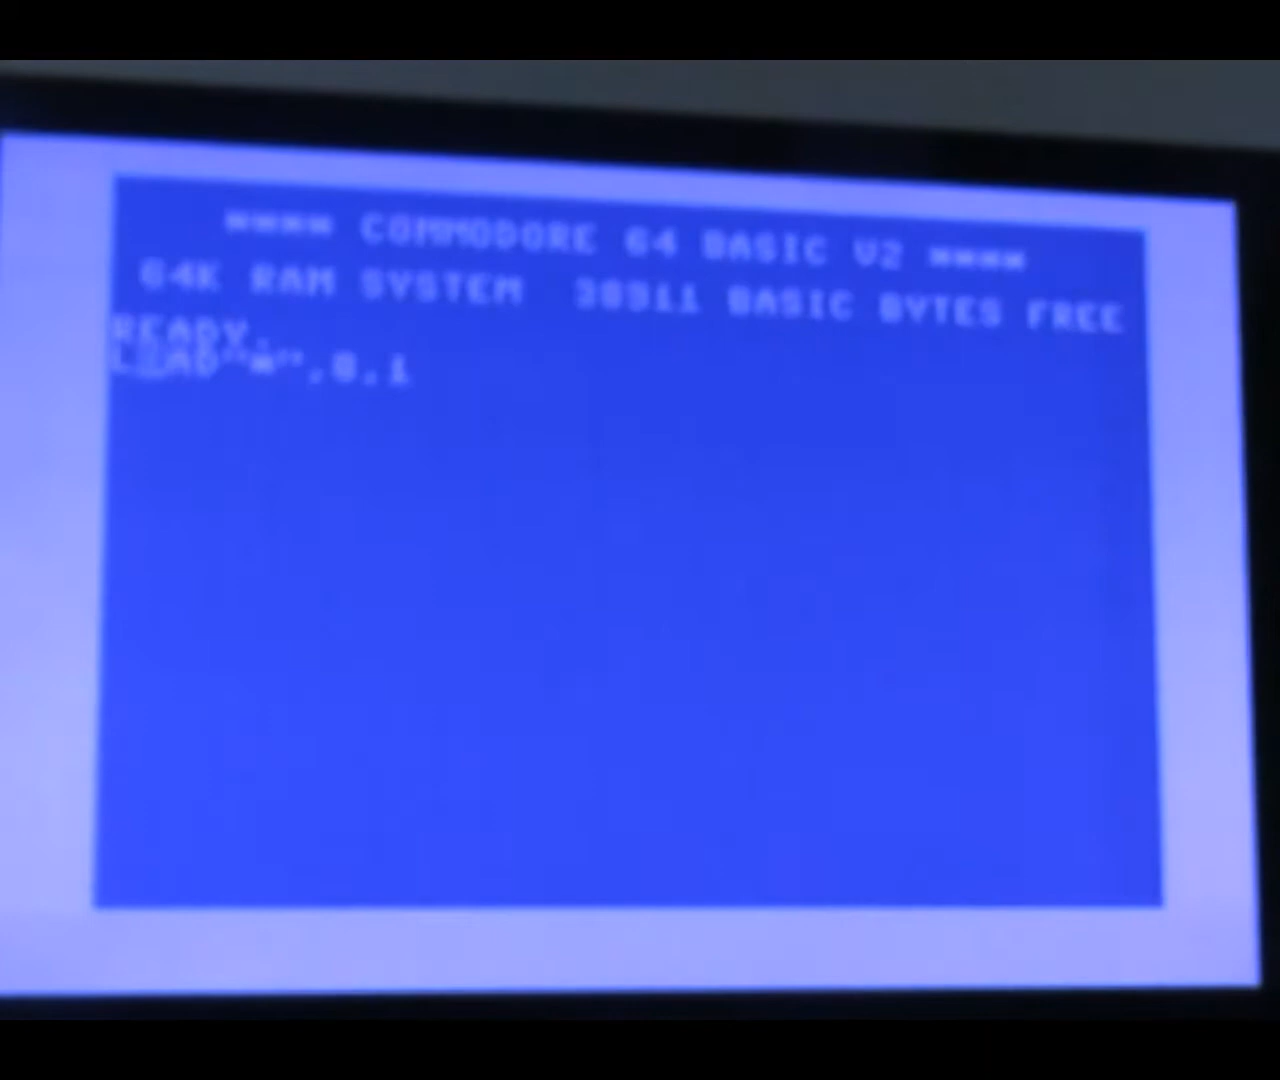 **** COMMODORE 64 BASIC V2 ****
64K RAM SYSTEM  38911 BASIC BYTES FREE
READY.
LOAD"*",8,1